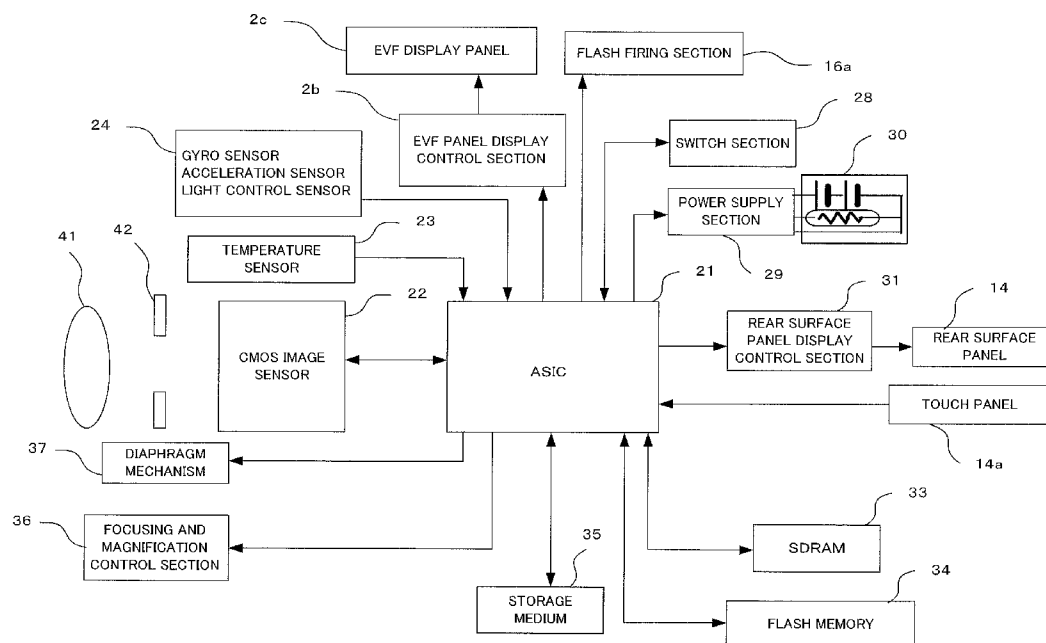 2c
EVF DISPLAY PANEL
FLASH FIRING SECTION
16a
2b
EVF PANEL DISPLAY
CONTROL SECTION
24
GYRO SENSOR
ACCELERATION SENSOR
LIGHT CONTROL SENSOR
28
SWITCH SECTION
30
POWER SUPPLY
SECTION
29
23
TEMPERATURE
SENSOR
41
42
22
CMOS IMAGE
SENSOR
21
ASIC
31
REAR SURFACE
PANEL DISPLAY
CONTROL SECTION
14
REAR SURFACE
PANEL
TOUCH PANEL
14a
37
DIAPHRAGM
MECHANISM
36
FOCUSING AND
MAGNIFICATION
CONTROL SECTION
35
STORAGE
MEDIUM
33
SDRAM
34
FLASH MEMORY